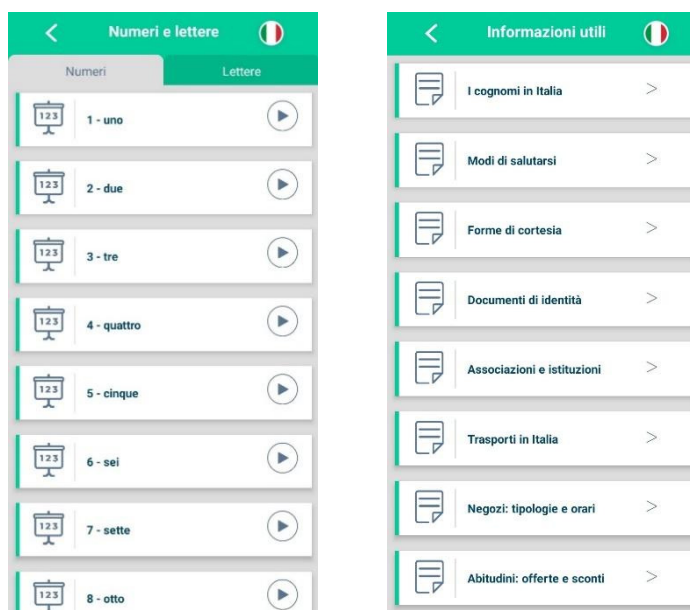 Numeri e lettere
Numeri
Lettere
123
1 - uno
123
2 - due
123
3 - tre
123
4 - quattro
123
5 - cinque
123
6 - sei
123
7 - sette
123
8 - otto
Informazioni utili
I cognomi in Italia
Modi di salutarsi
Forme di cortesia
Documenti di identità
Associazioni e istituzioni
Trasporti in Italia
Negozi: tipologie e orari
Abitudini: offerte e sconti